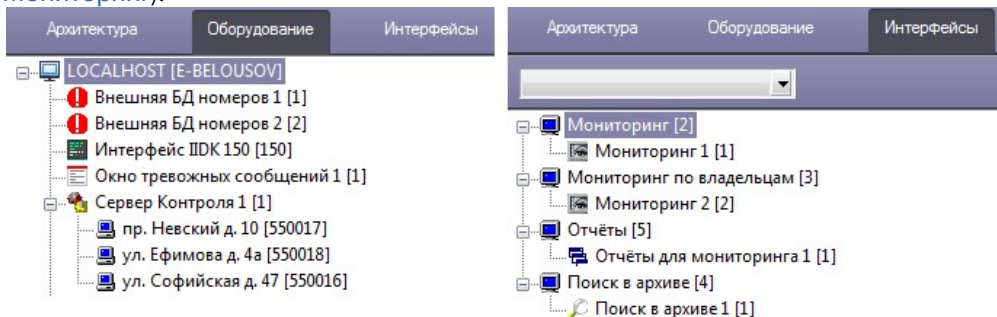 мониторинг).
Архитектура Оборудование Интерфейсы
LOCALHOST [E-BELOUSOV]
Внешняя БД номеров 1 [1]
Внешняя БД номеров 2 [2]
Интерфейс IIDK 150 [150]
Окно тревожных сообщений 1 [1]
Сервер Контроля 1 [1]
пр. Невский д. 10 [550017]
ул. Ефимова д. 4а [550018]
ул. Софийская д. 47 [550016]
Архитектура Оборудование Интерфейсы
Мониторинг [2]
Мониторинг 1 [1]
Мониторинг по владельцам [3]
Мониторинг 2 [2]
Отчёты [5]
Отчёты для мониторинга 1 [1]
Поиск в архиве [4]
Поиск в архиве 1 [1]